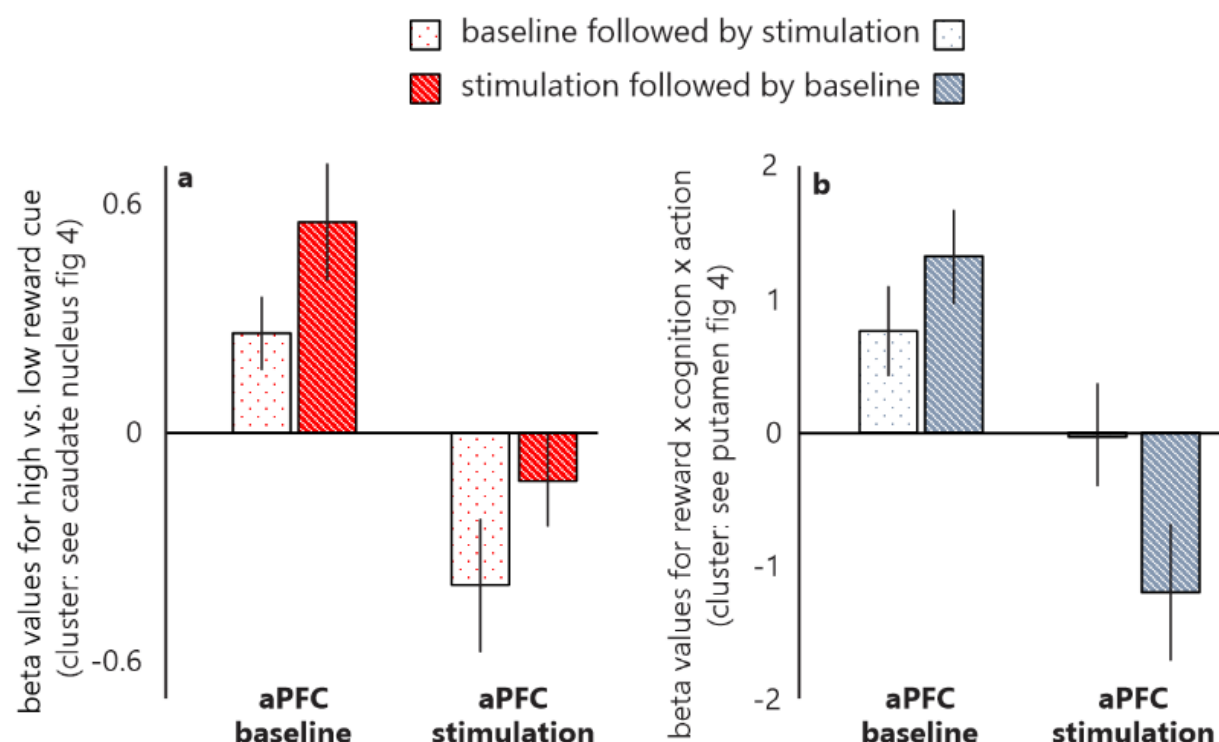 baseline followed by stimulation
stimulation followed by baseline
a
beta values for high vs. low reward cue
(cluster: see caudate nucleus fig 4)
0.6
0
-0.6
aPFC
baseline
aPFC
stimulation
b
beta values for reward x cognition x action
(cluster: see putamen fig 4)
2
1
0
-1
-2
aPFC
baseline
aPFC
stimulation